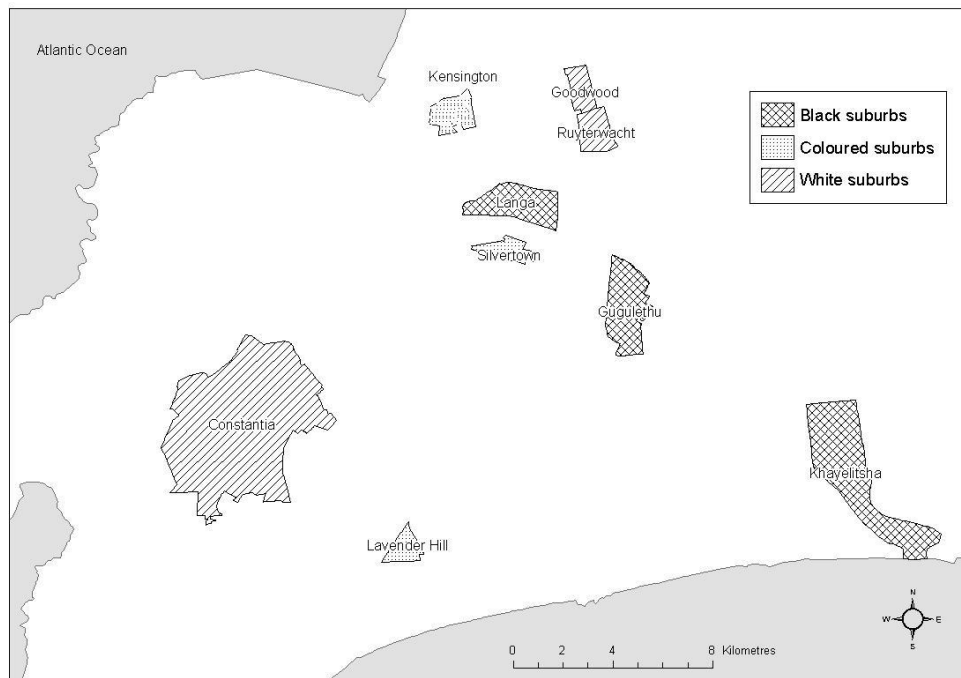 Atlantic Ocean
Kensington
Goodwood
Ruyterwacht
Black suburbs
Coloured suburbs
White suburbs
Langa
Silvertown
Gugulethu
Constantia
Khayelitsha
Lavender Hill
N
W E
S
0 2 4 8 Kilometres